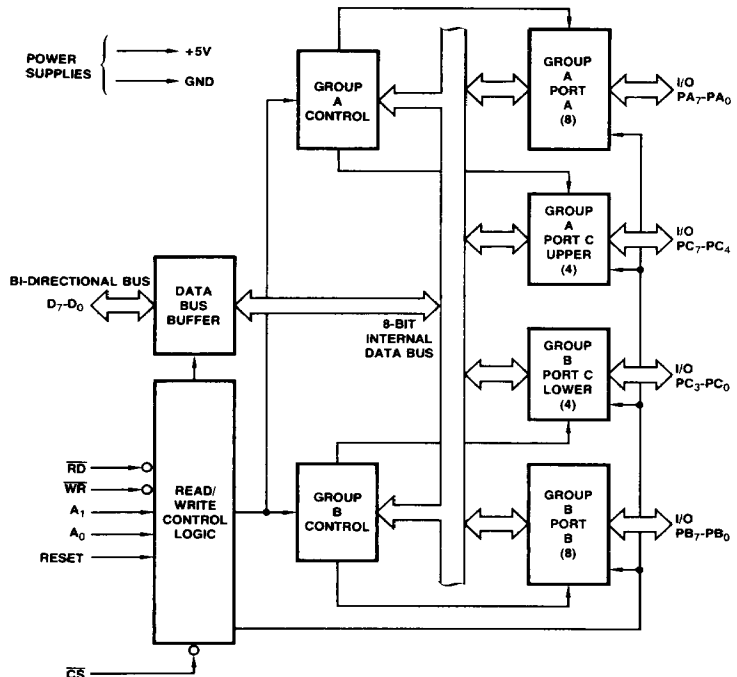 POWER
SUPPLIES
+5V
GND
GROUP
A
CONTROL
GROUP
A
PORT
A
(8)
I/O
PA7-PA0
GROUP
A
PORT C
UPPER
(4)
I/O
PC7-PC4
BI-DIRECTIONAL BUS
D7-D0
DATA
BUS
BUFFER
8-BIT
INTERNAL
DATA BUS
GROUP
B
PORT C
LOWER
(4)
I/O
PC3-PC0
RD
WR
A1
A0
RESET
READ/
WRITE
CONTROL
LOGIC
GROUP
B
CONTROL
GROUP
B
PORT
B
(8)
I/O
PB7-PB0
CS